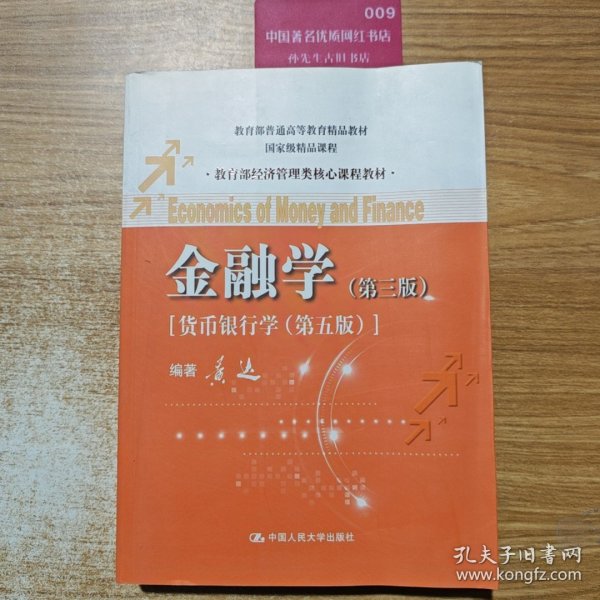 009
中国著名优质网红书店
孙先生古旧书店
教育部普通高等教育精品教材
国家级精品课程
·教育部经济管理类核心课程教材·
Economics of Money and Finance
金融学（第三版）
[货币银行学（第五版）]
编著 黄达
中国人民大学出版社
孔夫子旧书网
www.kongfz.com